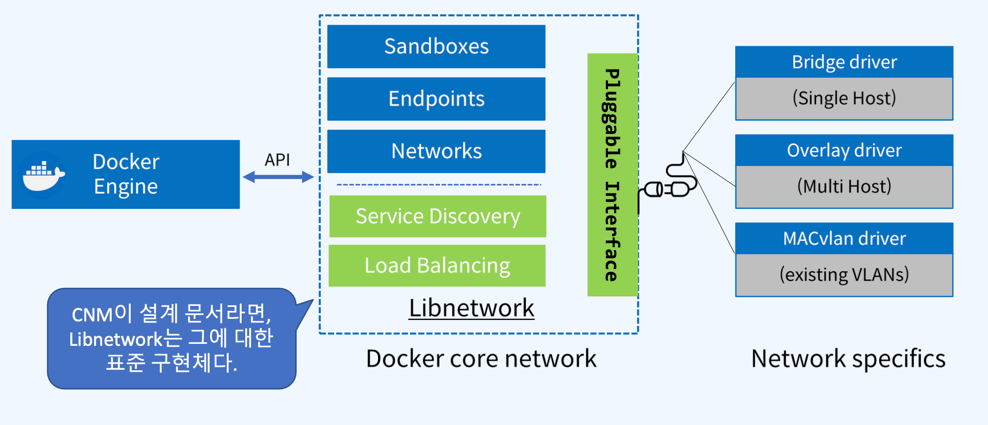 Docker
Engine
API
Sandboxes
Endpoints
Networks
Service Discovery
Load Balancing
Libnetwork
Pluggable Interface
Docker core network
CNM이 설계 문서라면,
Libnetwork는 그에 대한
표준 구현체다.
Bridge driver
(Single Host)
Overlay driver
(Multi Host)
MACvlan driver
(existing VLANs)
Network specifics